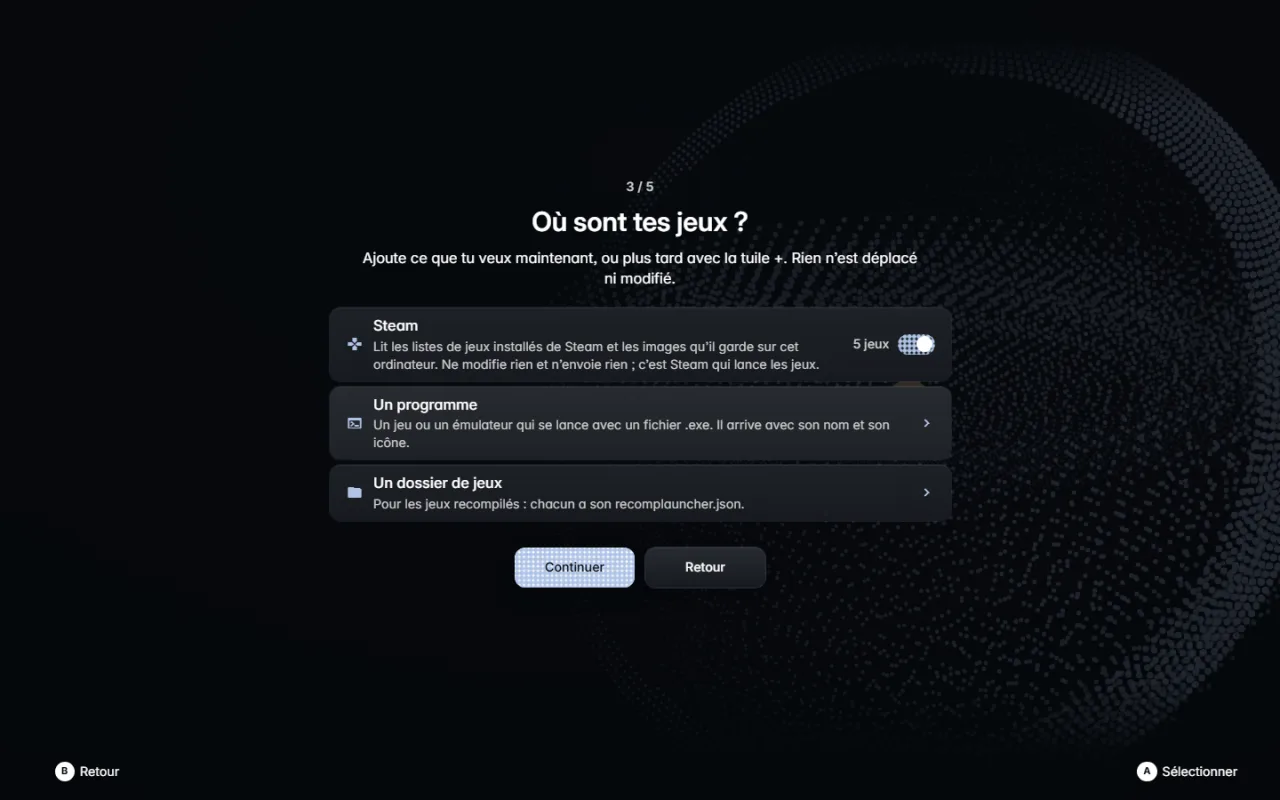 3 / 5
Où sont tes jeux ?
Ajoute ce que tu veux maintenant, ou plus tard avec la tuile +. Rien n’est déplacé
ni modifié.
Steam
Lit les listes de jeux installés de Steam et les images qu’il garde sur cet
ordinateur. Ne modifie rien et n’envoie rien ; c’est Steam qui lance les jeux.
5 jeux
Un programme
Un jeu ou un émulateur qui se lance avec un fichier .exe. Il arrive avec son nom et son
icône.
Un dossier de jeux
Pour les jeux recompilés : chacun a son recomplauncher.json.
Continuer
Retour
B Retour
A Sélectionner